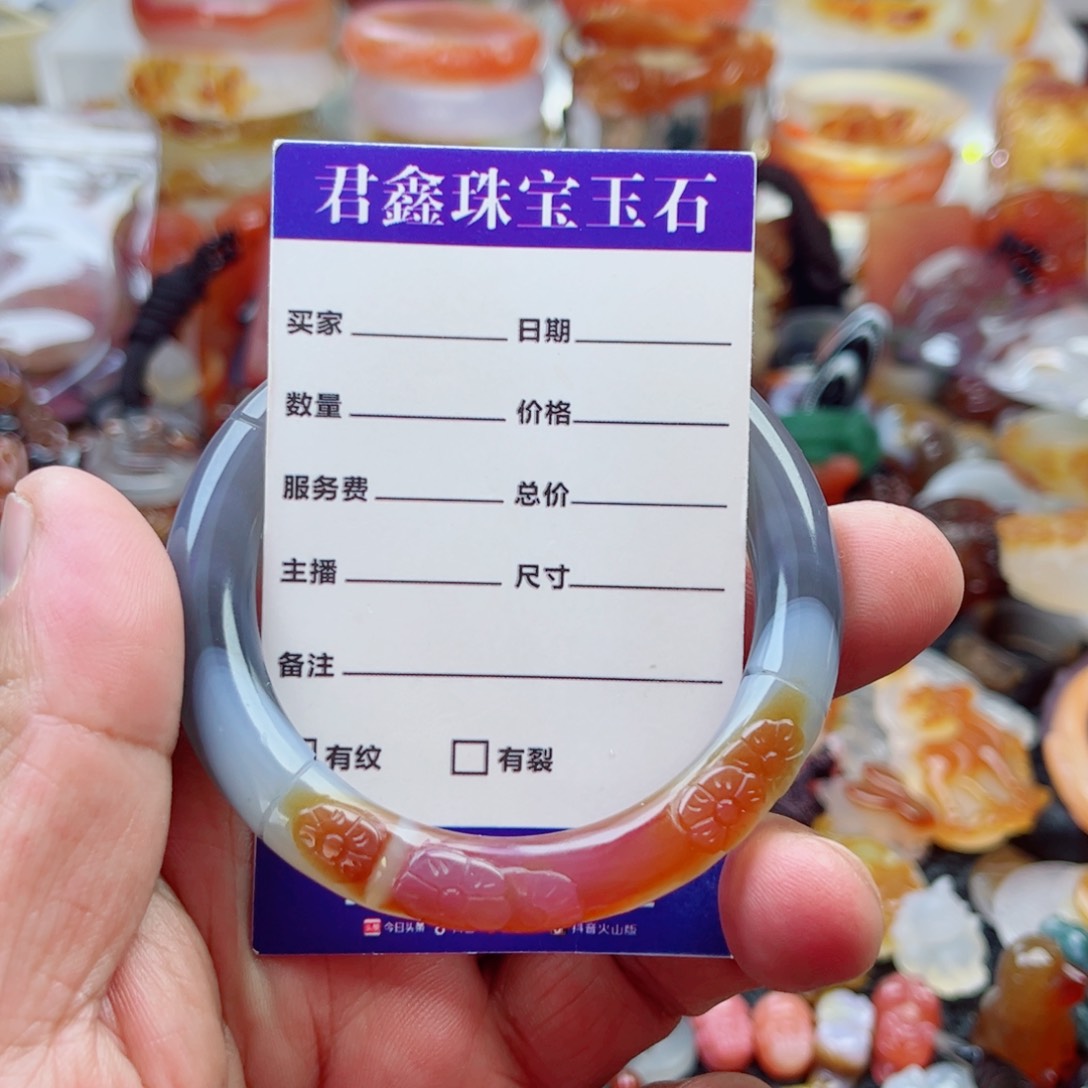 君鑫珠宝玉石
买家 日期
数量 价格
服务费 总价
主播 尺寸
备注
有纹 有裂
今日头条 抖音火山版